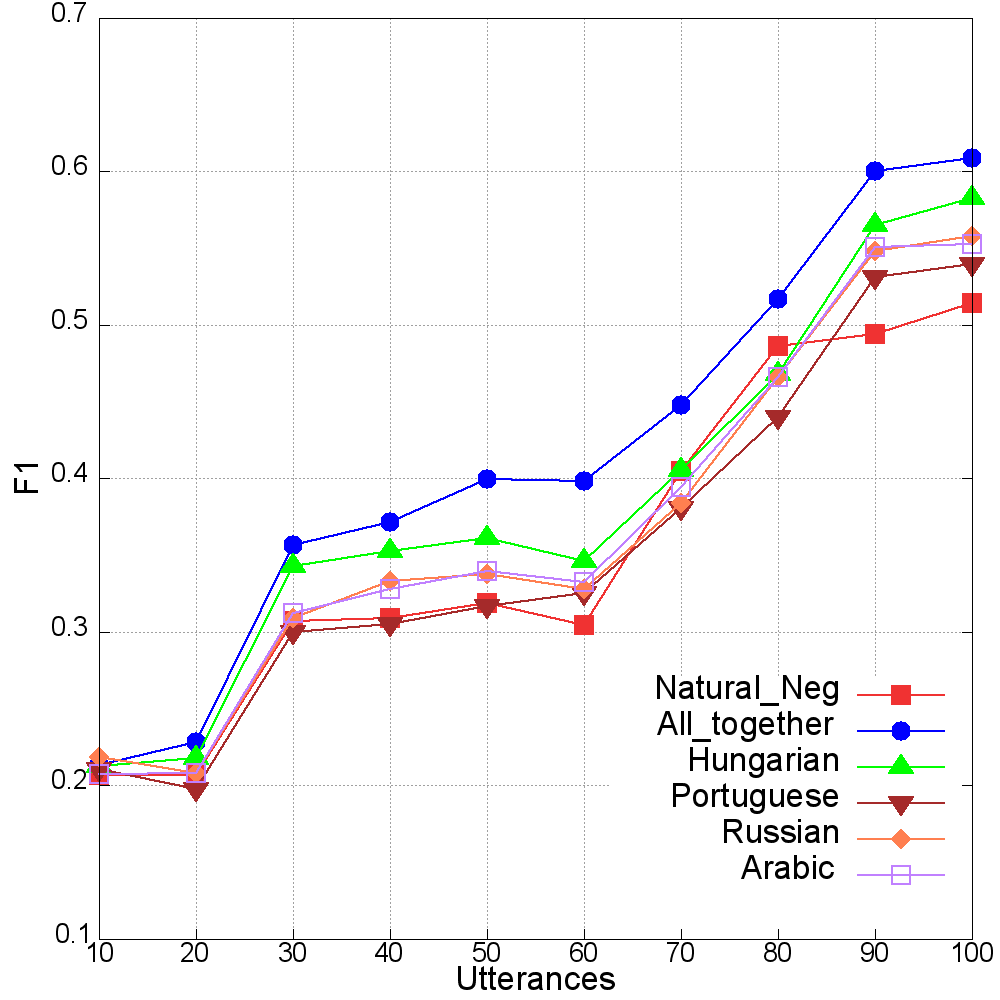 0.7
0.6
0.5
0.4
0.3
0.2
0.1
F1
10 20 30 40 50 60 70 80 90 100
Utterances
Natural_Neg
All_together
Hungarian
Portuguese
Russian
Arabic